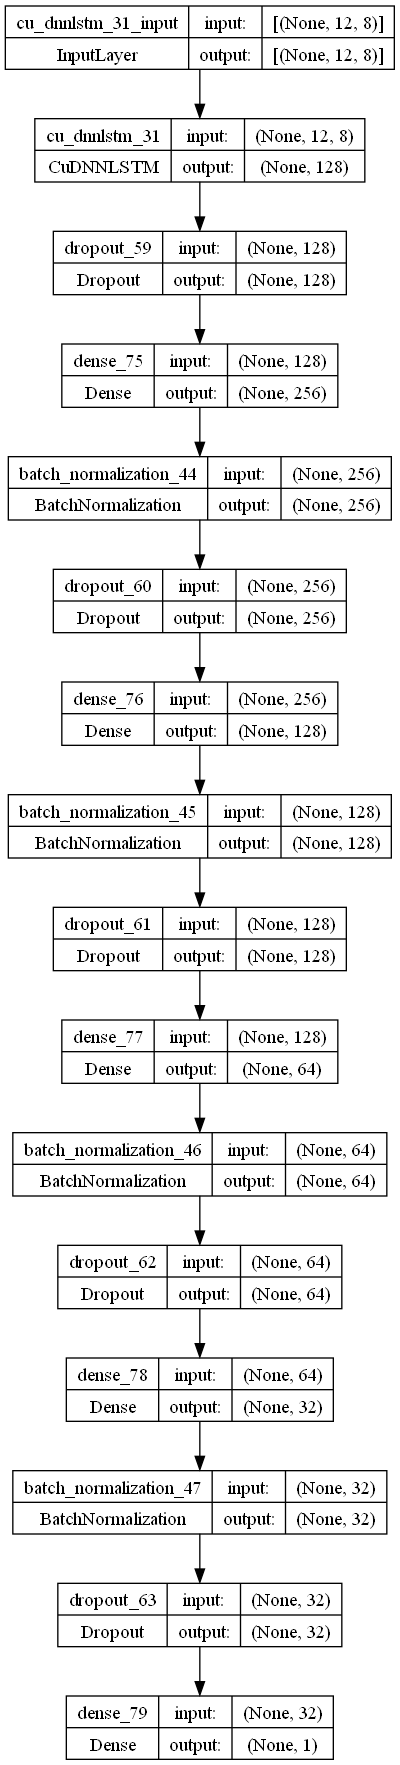 cu_dnnlstm_31_input input: [(None, 12, 8)]
InputLayer output: [(None, 12, 8)]
cu_dnnlstm_31 input: (None, 12, 8)
CuDNNLSTM output: (None, 128)
dropout_59 input: (None, 128)
Dropout output: (None, 128)
dense_75 input: (None, 128)
Dense output: (None, 256)
batch_normalization_44 input: (None, 256)
BatchNormalization output: (None, 256)
dropout_60 input: (None, 256)
Dropout output: (None, 256)
dense_76 input: (None, 256)
Dense output: (None, 128)
batch_normalization_45 input: (None, 128)
BatchNormalization output: (None, 128)
dropout_61 input: (None, 128)
Dropout output: (None, 128)
dense_77 input: (None, 128)
Dense output: (None, 64)
batch_normalization_46 input: (None, 64)
BatchNormalization output: (None, 64)
dropout_62 input: (None, 64)
Dropout output: (None, 64)
dense_78 input: (None, 64)
Dense output: (None, 32)
batch_normalization_47 input: (None, 32)
BatchNormalization output: (None, 32)
dropout_63 input: (None, 32)
Dropout output: (None, 32)
dense_79 input: (None, 32)
Dense output: (None, 1)